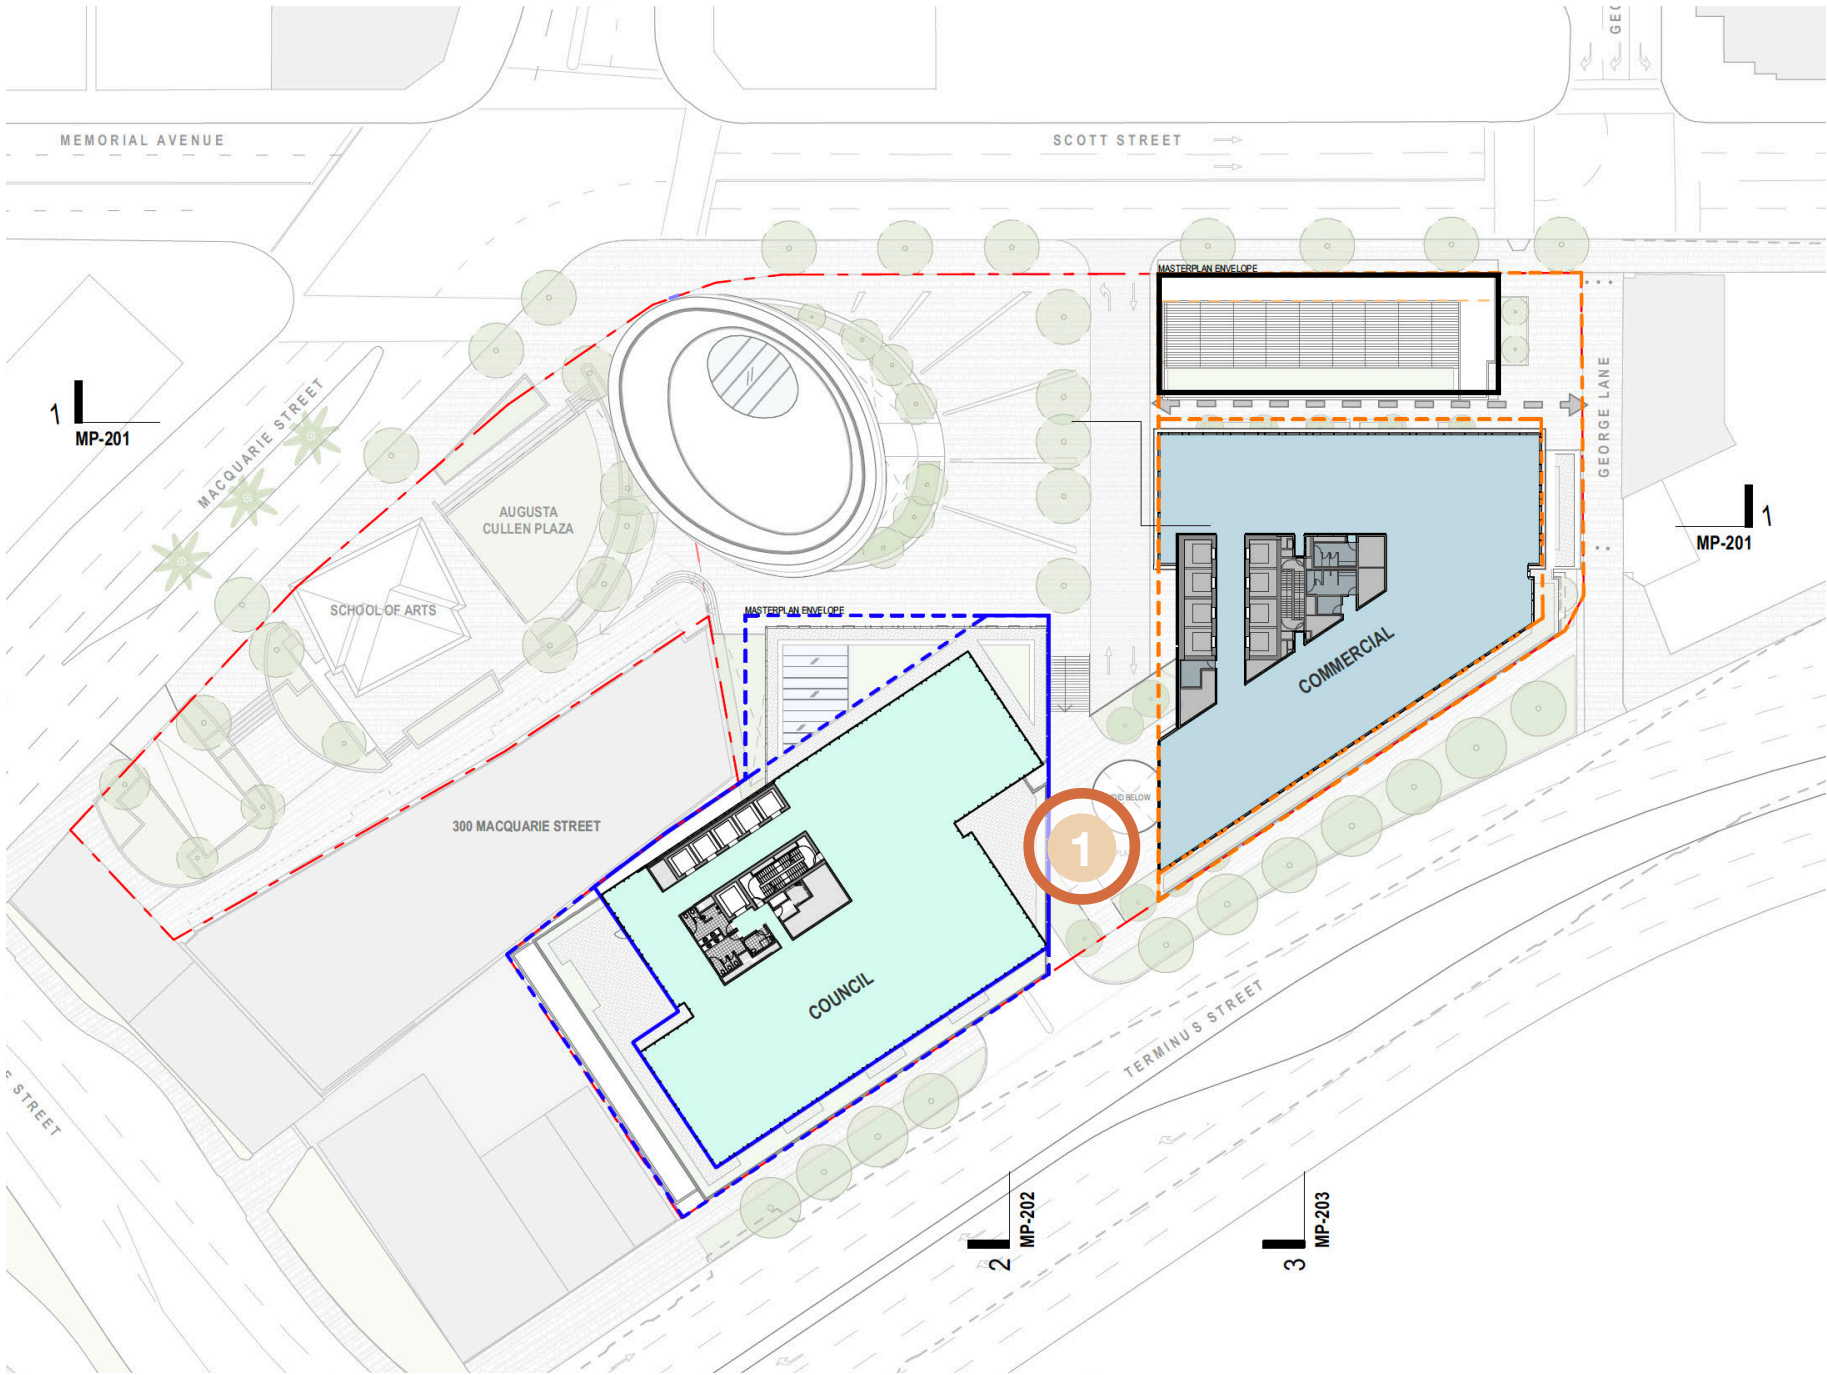 GEO
MEMORIAL AVENUE
SCOTT STREET
MASTERPLAN ENVELOPE
GEORGE LANE
MACQUARIE STREET
1
MP-201
AUGUSTA
CULLEN PLAZA
1
MP-201
SCHOOL OF ARTS
MASTERPLAN ENVELOPE
COMMERCIAL
BELOW
1
300 MACQUARIE STREET
COUNCIL
TERMINUS STREET
E STREET
2
MP-202
3
MP-203